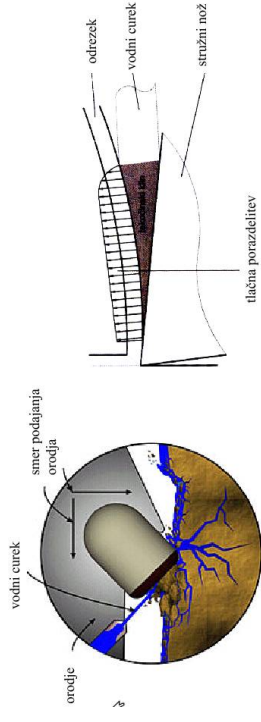 orodje
vodni curek
smer podajanja
orodja
tlačna porazdelitev
odrezek
vodni curek
stružni nož